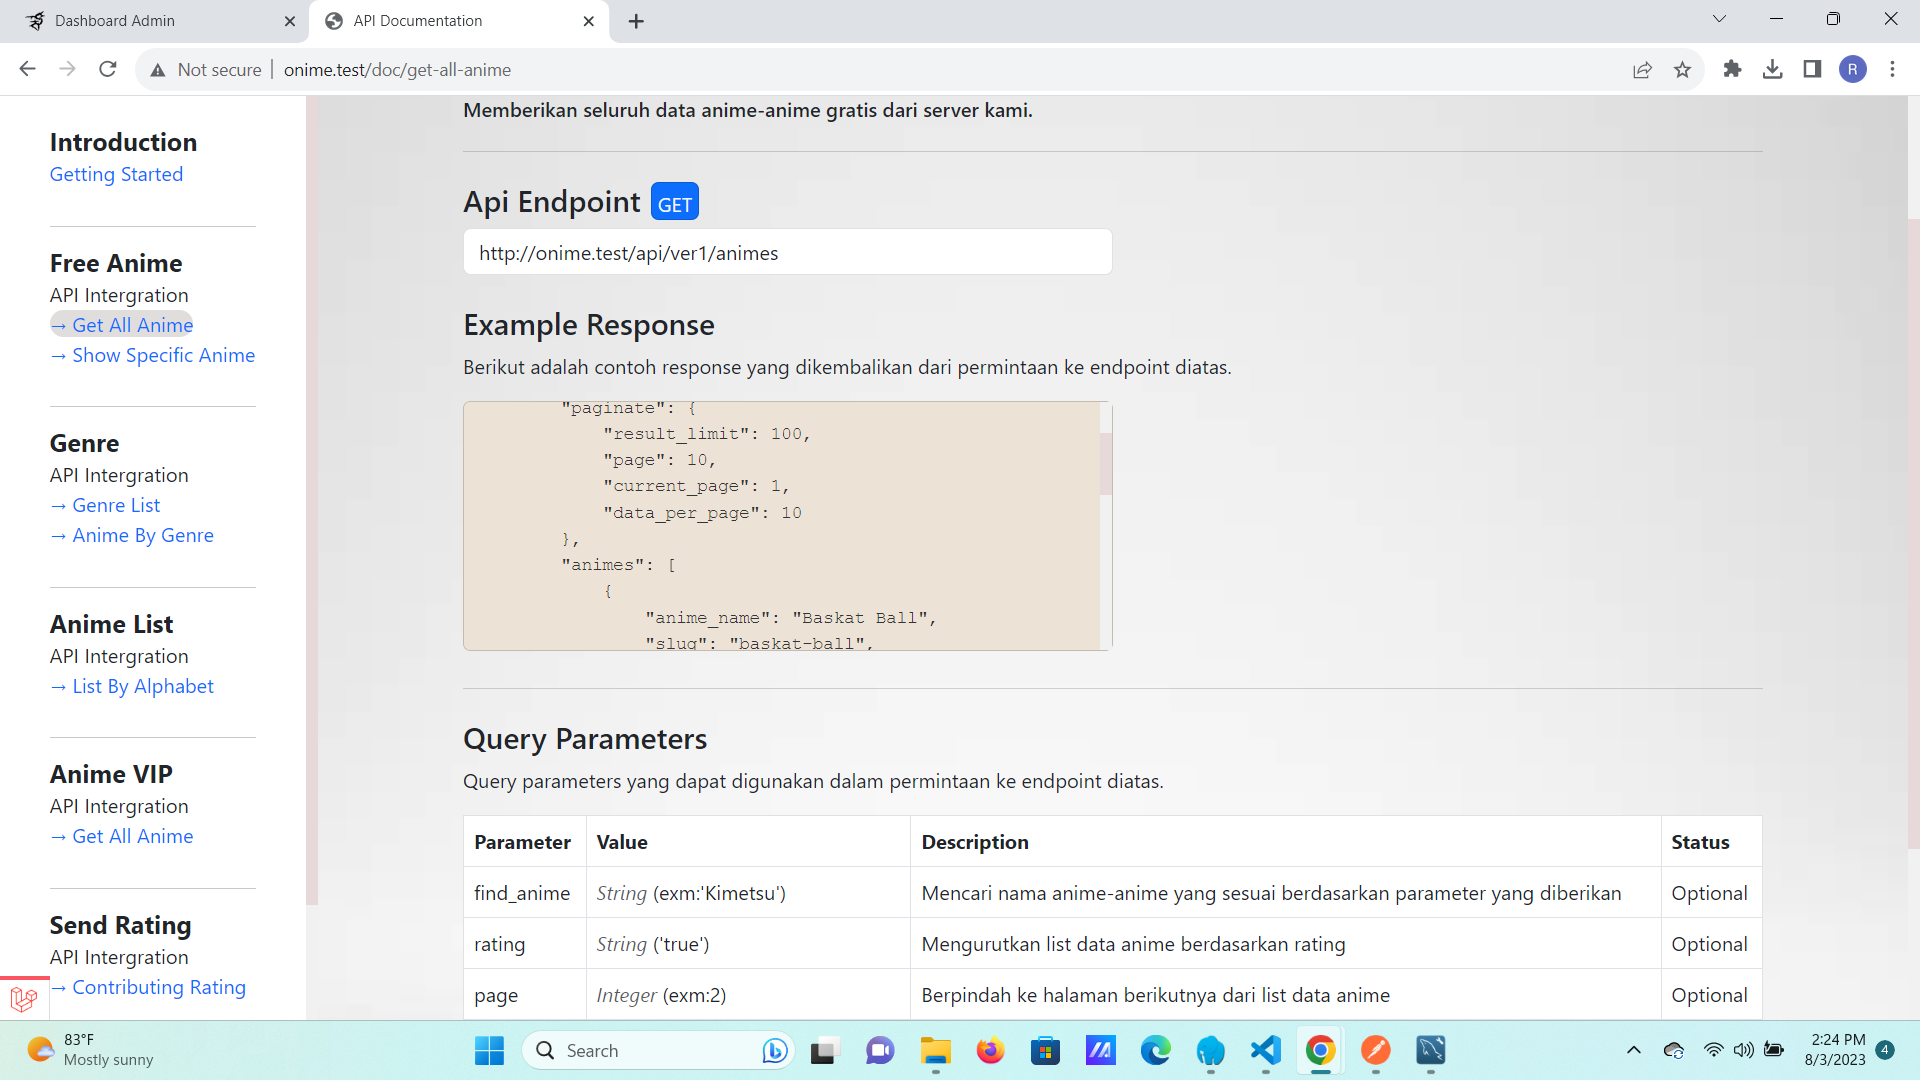 Dashboard Admin
API Documentation
Not secure
onime.test/doc/get-all-anime
R
Introduction
Getting Started
Free Anime
API Intergration
→ Get All Anime
→ Show Specific Anime
Genre
API Intergration
→ Genre List
→ Anime By Genre
Anime List
API Intergration
→ List By Alphabet
Anime VIP
API Intergration
→ Get All Anime
Send Rating
API Intergration
→ Contributing Rating
Memberikan seluruh data anime-anime gratis dari server kami.
Api Endpoint GET
http://onime.test/api/ver1/animes
Example Response
Berikut adalah contoh response yang dikembalikan dari permintaan ke endpoint diatas.
"paginate": {
"result_limit": 100,
"page": 10,
"current_page": 1,
"data_per_page": 10
},
"animes": [
{
"anime_name": "Baskat Ball",
"slug": "baskat-ball",
Query Parameters
Query parameters yang dapat digunakan dalam permintaan ke endpoint diatas.
Parameter Value Description Status
find_anime String (exm:'Kimetsu') Mencari nama anime-anime yang sesuai berdasarkan parameter yang diberikan Optional
rating String ('true') Mengurutkan list data anime berdasarkan rating Optional
page Integer (exm:2) Berpindah ke halaman berikutnya dari list data anime Optional
83°F
Mostly sunny
Search
2:24 PM
8/3/2023
4